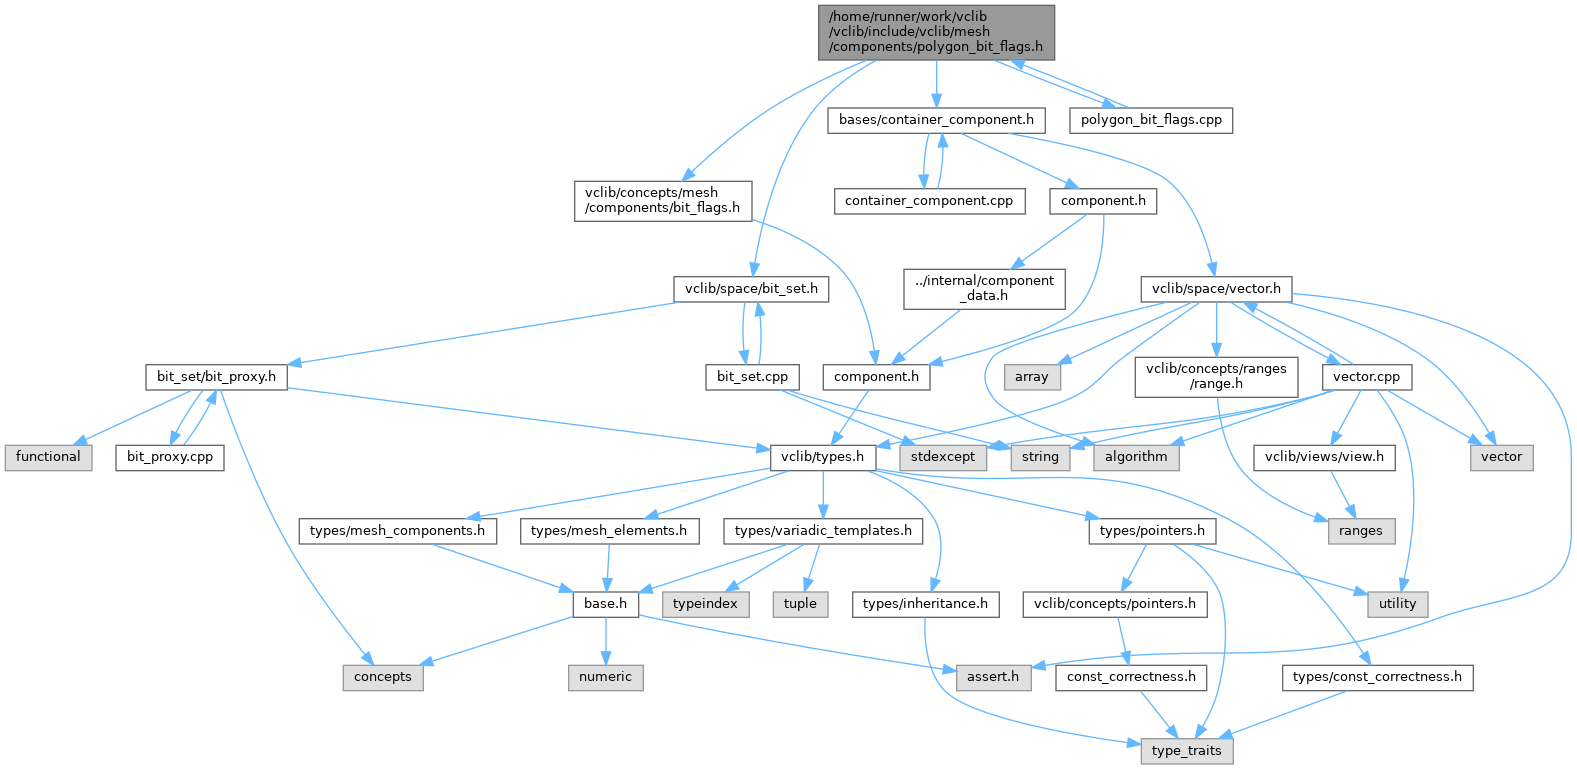 /home/runner/work/vclib
/vclib/include/vclib/mesh
/components/polygon_bit_flags.h
bases/container_component.h
polygon_bit_flags.cpp
vclib/concepts/mesh
/components/bit_flags.h
container_component.cpp
component.h
../internal/component
_data.h
vclib/space/bit_set.h
vclib/space/vector.h
bit_set/bit_proxy.h
bit_set.cpp
component.h
array
vclib/concepts/ranges
/range.h
vector.cpp
functional
bit_proxy.cpp
vclib/types.h
stdexcept
string
algorithm
vclib/views/view.h
vector
types/mesh_components.h
types/mesh_elements.h
types/variadic_templates.h
types/pointers.h
ranges
base.h
typeindex
tuple
types/inheritance.h
vclib/concepts/pointers.h
utility
concepts
numeric
assert.h
const_correctness.h
types/const_correctness.h
type_traits